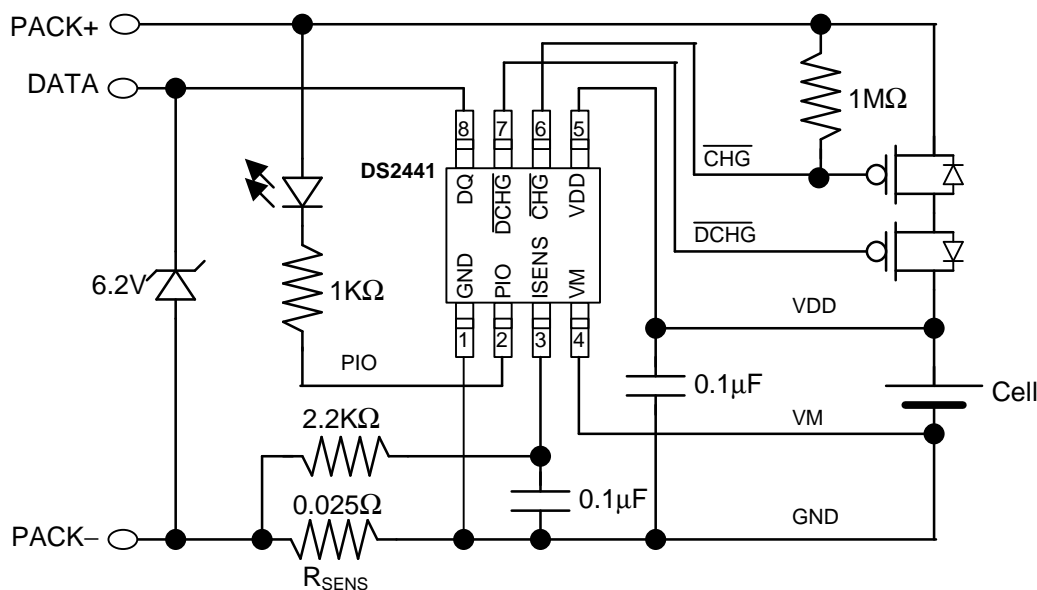 PACK+
DATA
8
7
6
5
1MΩ
DS2441
DQ
DCHG
CHG
VDD
CHG
DCHG
GND
PIO
ISENS
VM
6.2V
1KΩ
VDD
1
2
3
4
PIO
0.1μF
Cell
VM
2.2KΩ
0.1μF
0.025Ω
GND
PACK–
RSENS